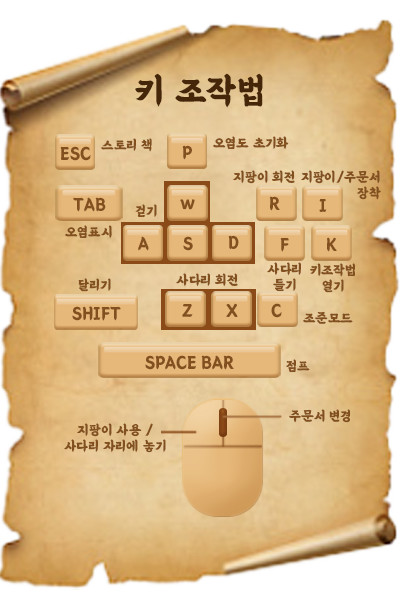 키 조작법
ESC 스토리 책 P 오염도 초기화
지팡이 회전 지팡이/주문서
장착
TAB 걷기 W R I
오염표시 A S D F K
달리기 사다리 회전 사다리
들기 키조작법
열기
SHIFT Z X C 조준모드
SPACE BAR 점프
지팡이 사용 /
사다리 자리에 놓기
주문서 변경